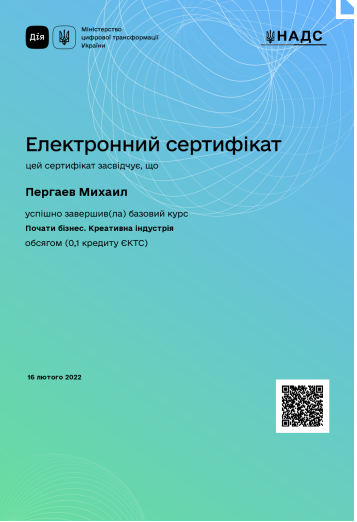 Дія
Міністерство
цифрової трансформації
України
НАДС
Електронний сертифікат
цей сертифікат засвідчує, що
Пергаев Михаил
успішно завершив(ла) базовий курс
Почати бізнес. Креативна індустрія
обсягом (0,1 кредиту ЄКТС)
16 лютого 2022